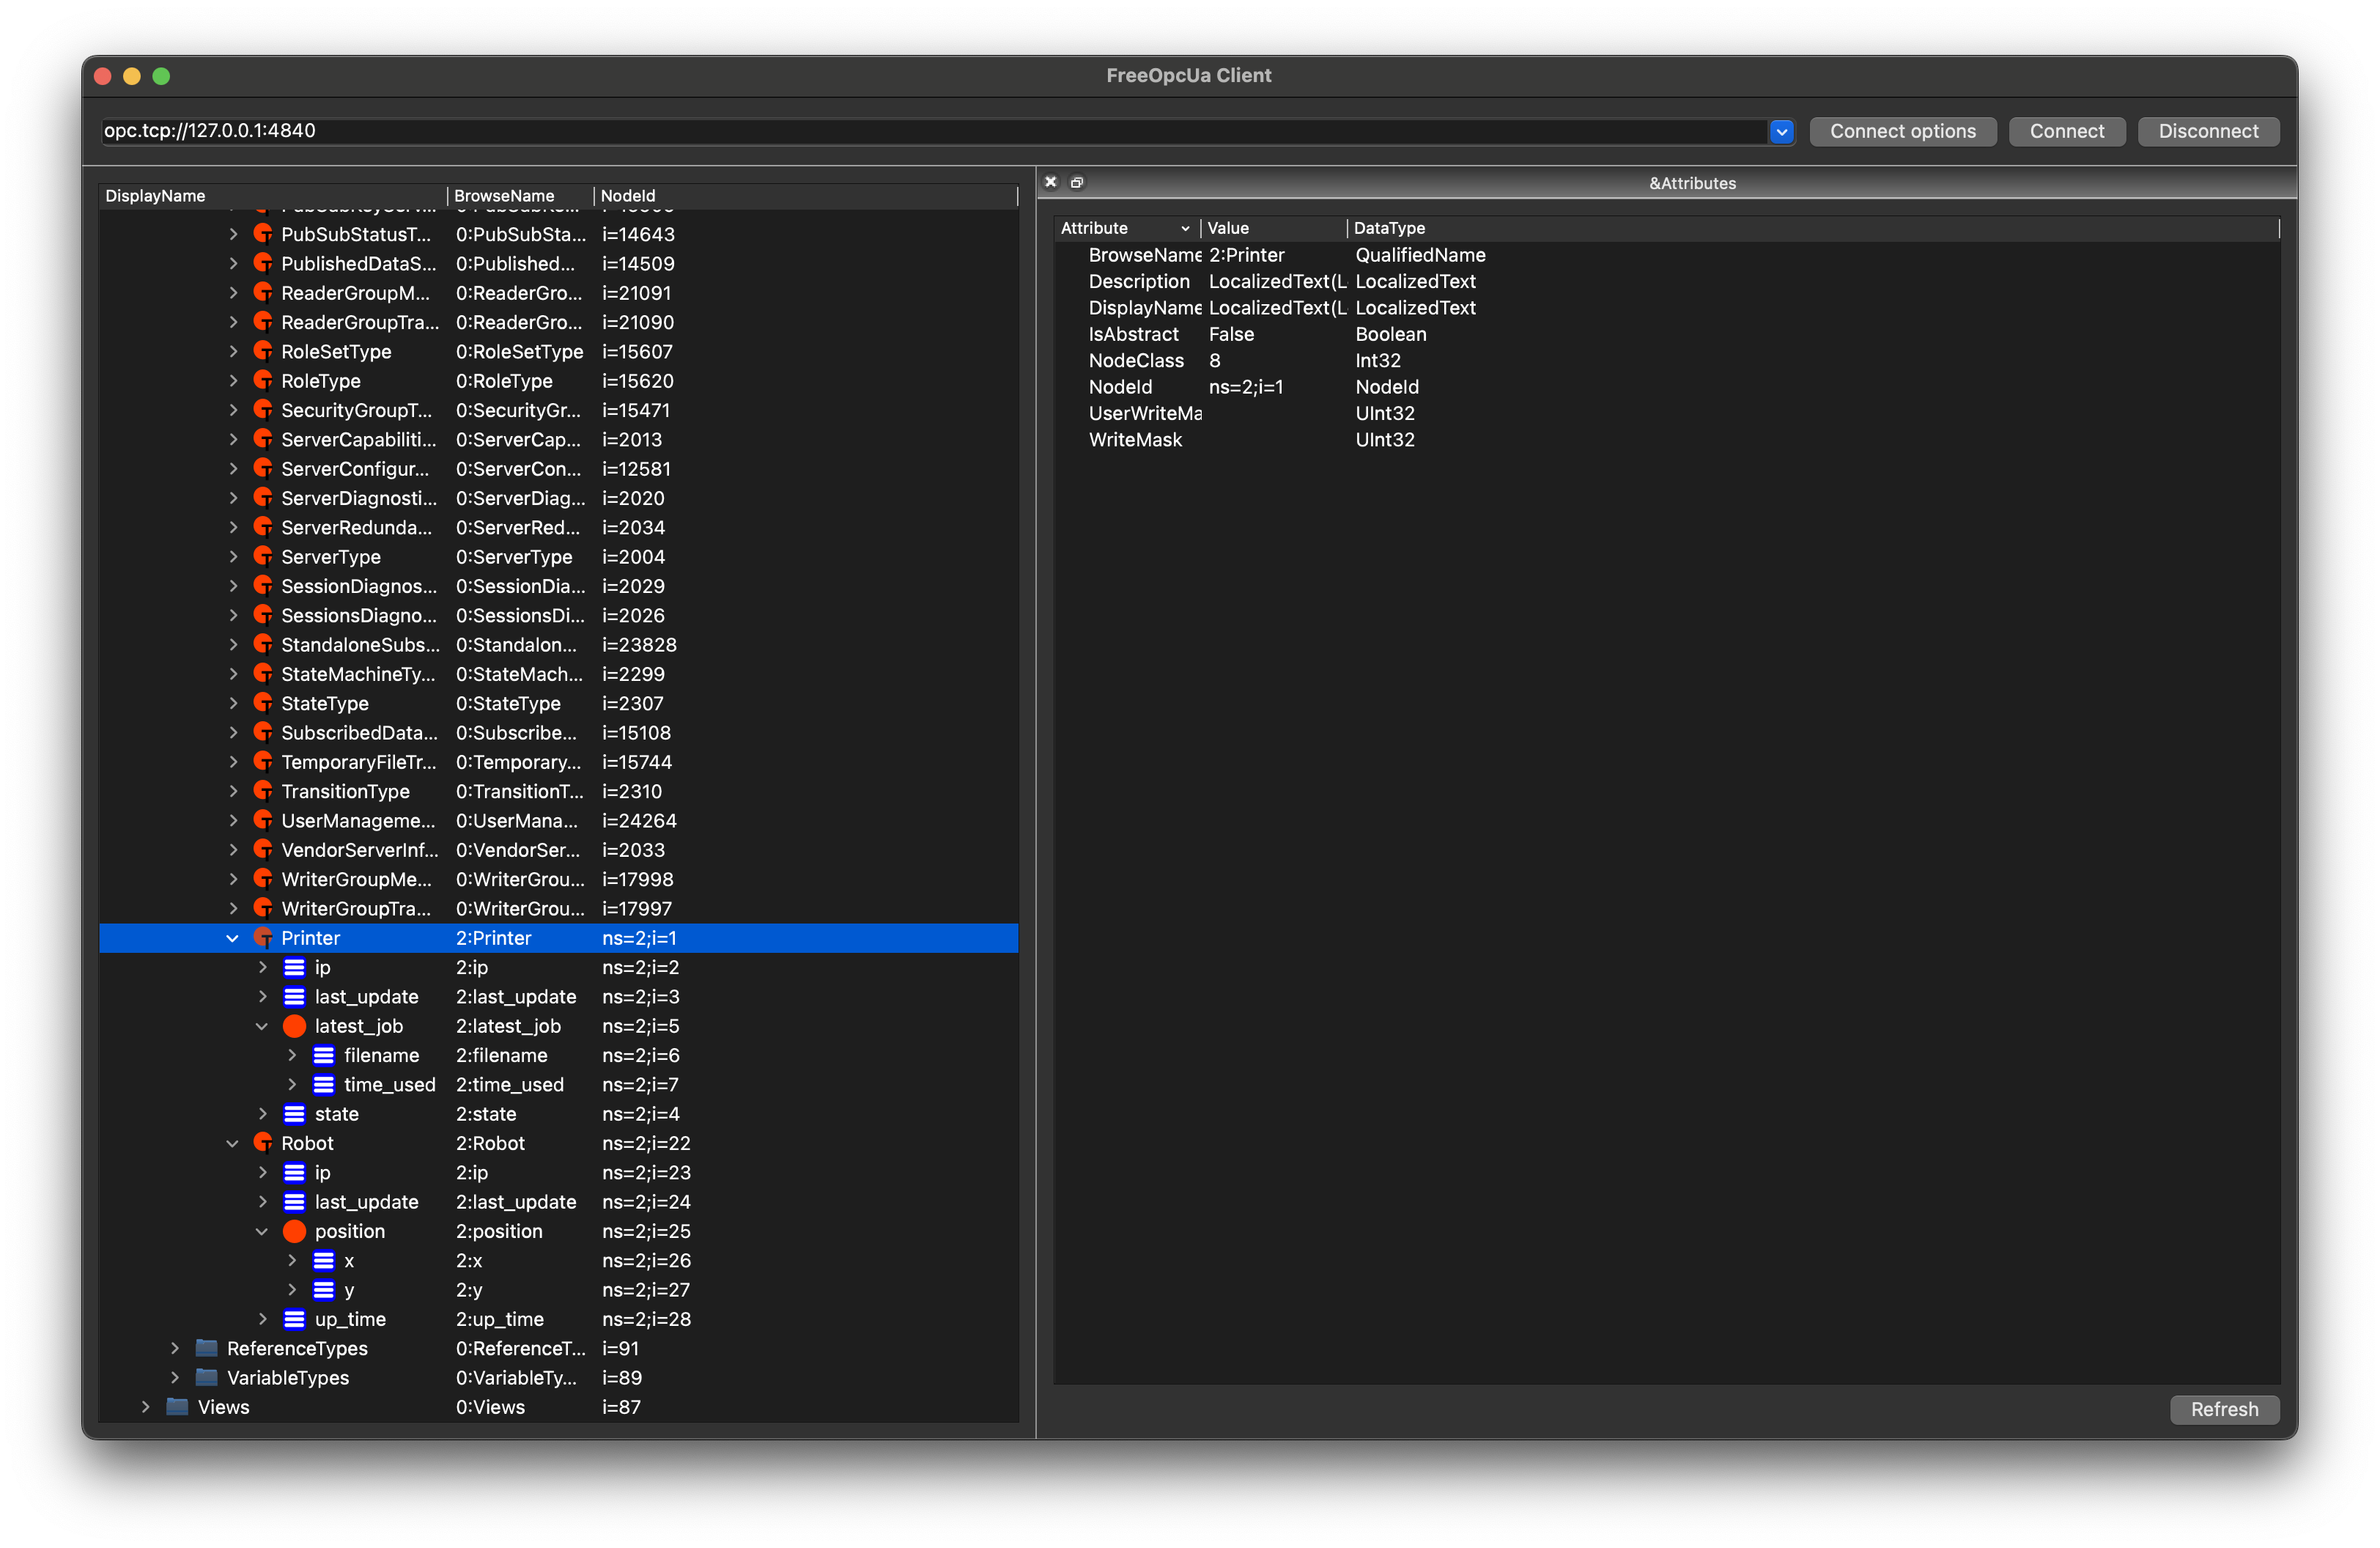 FreeOpcUa Client
opc.tcp://127.0.0.1:4840
Connect options
Connect
Disconnect
DisplayName BrowseName NodeId
PubSubStatusT... 0:PubSubSta... i=14643
PublishedDataS... 0:Published... i=14509
ReaderGroupM... 0:ReaderGro... i=21091
ReaderGroupTra... 0:ReaderGro... i=21090
RoleSetType 0:RoleSetType i=15607
RoleType 0:RoleType i=15620
SecurityGroupT... 0:SecurityGr... i=15471
ServerCapabiliti... 0:ServerCap... i=2013
ServerConfigur... 0:ServerCon... i=12581
ServerDiagnosti... 0:ServerDiag... i=2020
ServerRedunda... 0:ServerRed... i=2034
ServerType 0:ServerType i=2004
SessionDiagnos... 0:SessionDia... i=2029
SessionsDiagno... 0:SessionsDi... i=2026
StandaloneSubs... 0:Standalon... i=23828
StateMachineTy... 0:StateMach... i=2299
StateType 0:StateType i=2307
SubscribedData... 0:Subscribe... i=15108
TemporaryFileTr... 0:Temporary... i=15744
TransitionType 0:TransitionT... i=2310
UserManageme... 0:UserMana... i=24264
VendorServerInf... 0:VendorSer... i=2033
WriterGroupMe... 0:WriterGrou... i=17998
WriterGroupTra... 0:WriterGrou... i=17997
Printer 2:Printer ns=2;i=1
ip 2:ip ns=2;i=2
last_update 2:last_update ns=2;i=3
latest_job 2:latest_job ns=2;i=5
filename 2:filename ns=2;i=6
time_used 2:time_used ns=2;i=7
state 2:state ns=2;i=4
Robot 2:Robot ns=2;i=22
ip 2:ip ns=2;i=23
last_update 2:last_update ns=2;i=24
position 2:position ns=2;i=25
x 2:x ns=2;i=26
y 2:y ns=2;i=27
up_time 2:up_time ns=2;i=28
ReferenceTypes 0:ReferenceT... i=91
VariableTypes 0:VariableTy... i=89
Views 0:Views i=87
&Attributes
Attribute Value DataType
BrowseName 2:Printer QualifiedName
Description LocalizedText(L LocalizedText
DisplayName LocalizedText(L LocalizedText
IsAbstract False Boolean
NodeClass 8 Int32
NodeId ns=2;i=1 NodeId
UserWriteMa UInt32
WriteMask UInt32
Refresh